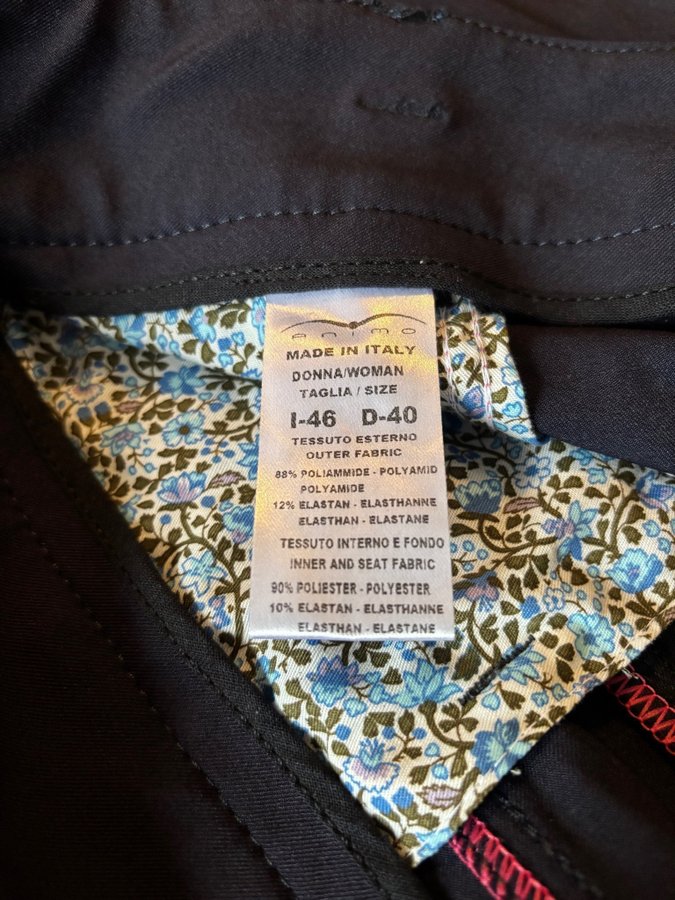 animo
MADE IN ITALY
DONNA/WOMAN
TAGLIA / SIZE
I-46 D-40
TESSUTO ESTERNO
OUTER FABRIC
88% POLIAMMIDE - POLYAMID
POLYAMIDE
12% ELASTAN - ELASTHANNE
ELASTHAN - ELASTANE
TESSUTO INTERNO E FONDO
INNER AND SEAT FABRIC
90% POLIESTER - POLYESTER
10% ELASTAN - ELASTHANNE
ELASTHAN - ELASTANE